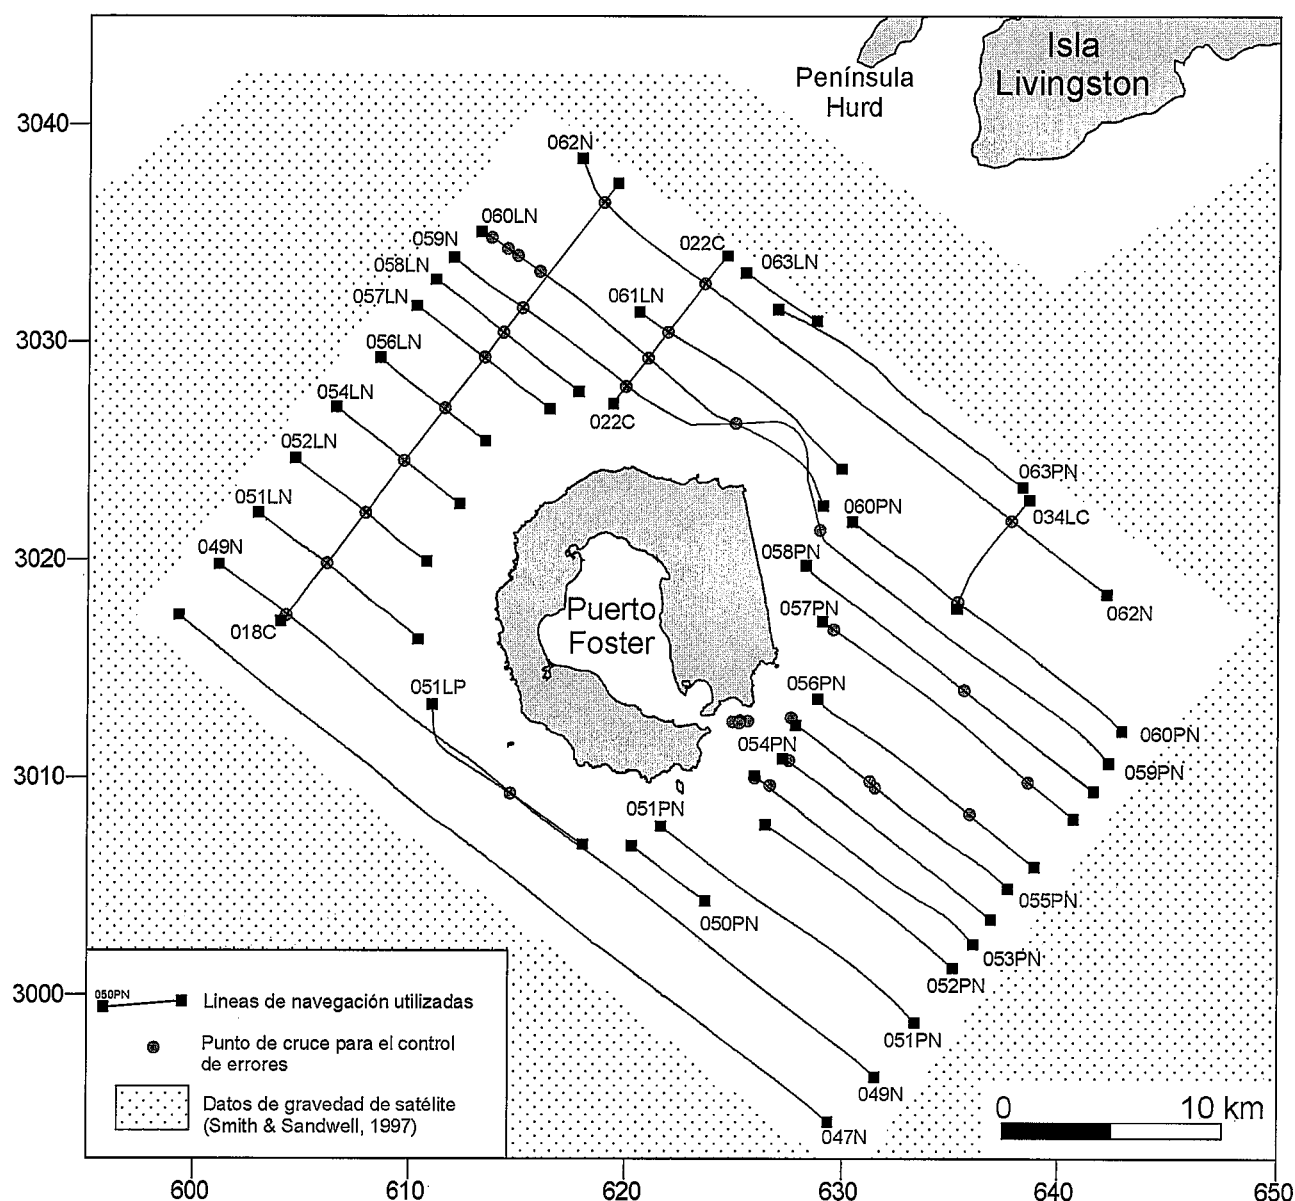 Isla
Livingston
Península
Hurd
3040
062N
060LN
059N
022C
058LN
063LN
057LN
061LN
3030
056LN
022C
054LN
052LN
063PN
034LC
051LN
060PN
049N
058PN
3020
057PN
Puerto
Foster
062N
018C
051LP
056PN
054PN
060PN
059PN
3010
051PN
055PN
050PN
053PN
052PN
3000
050PN
Lineas de navegación utilizadas
051PN
Punto de cruce para el control
de errores
049N
Datos de gravedad de satélite
(Smith & Sandwell, 1997)
0 10 km
047N
600 610 620 630 640 650